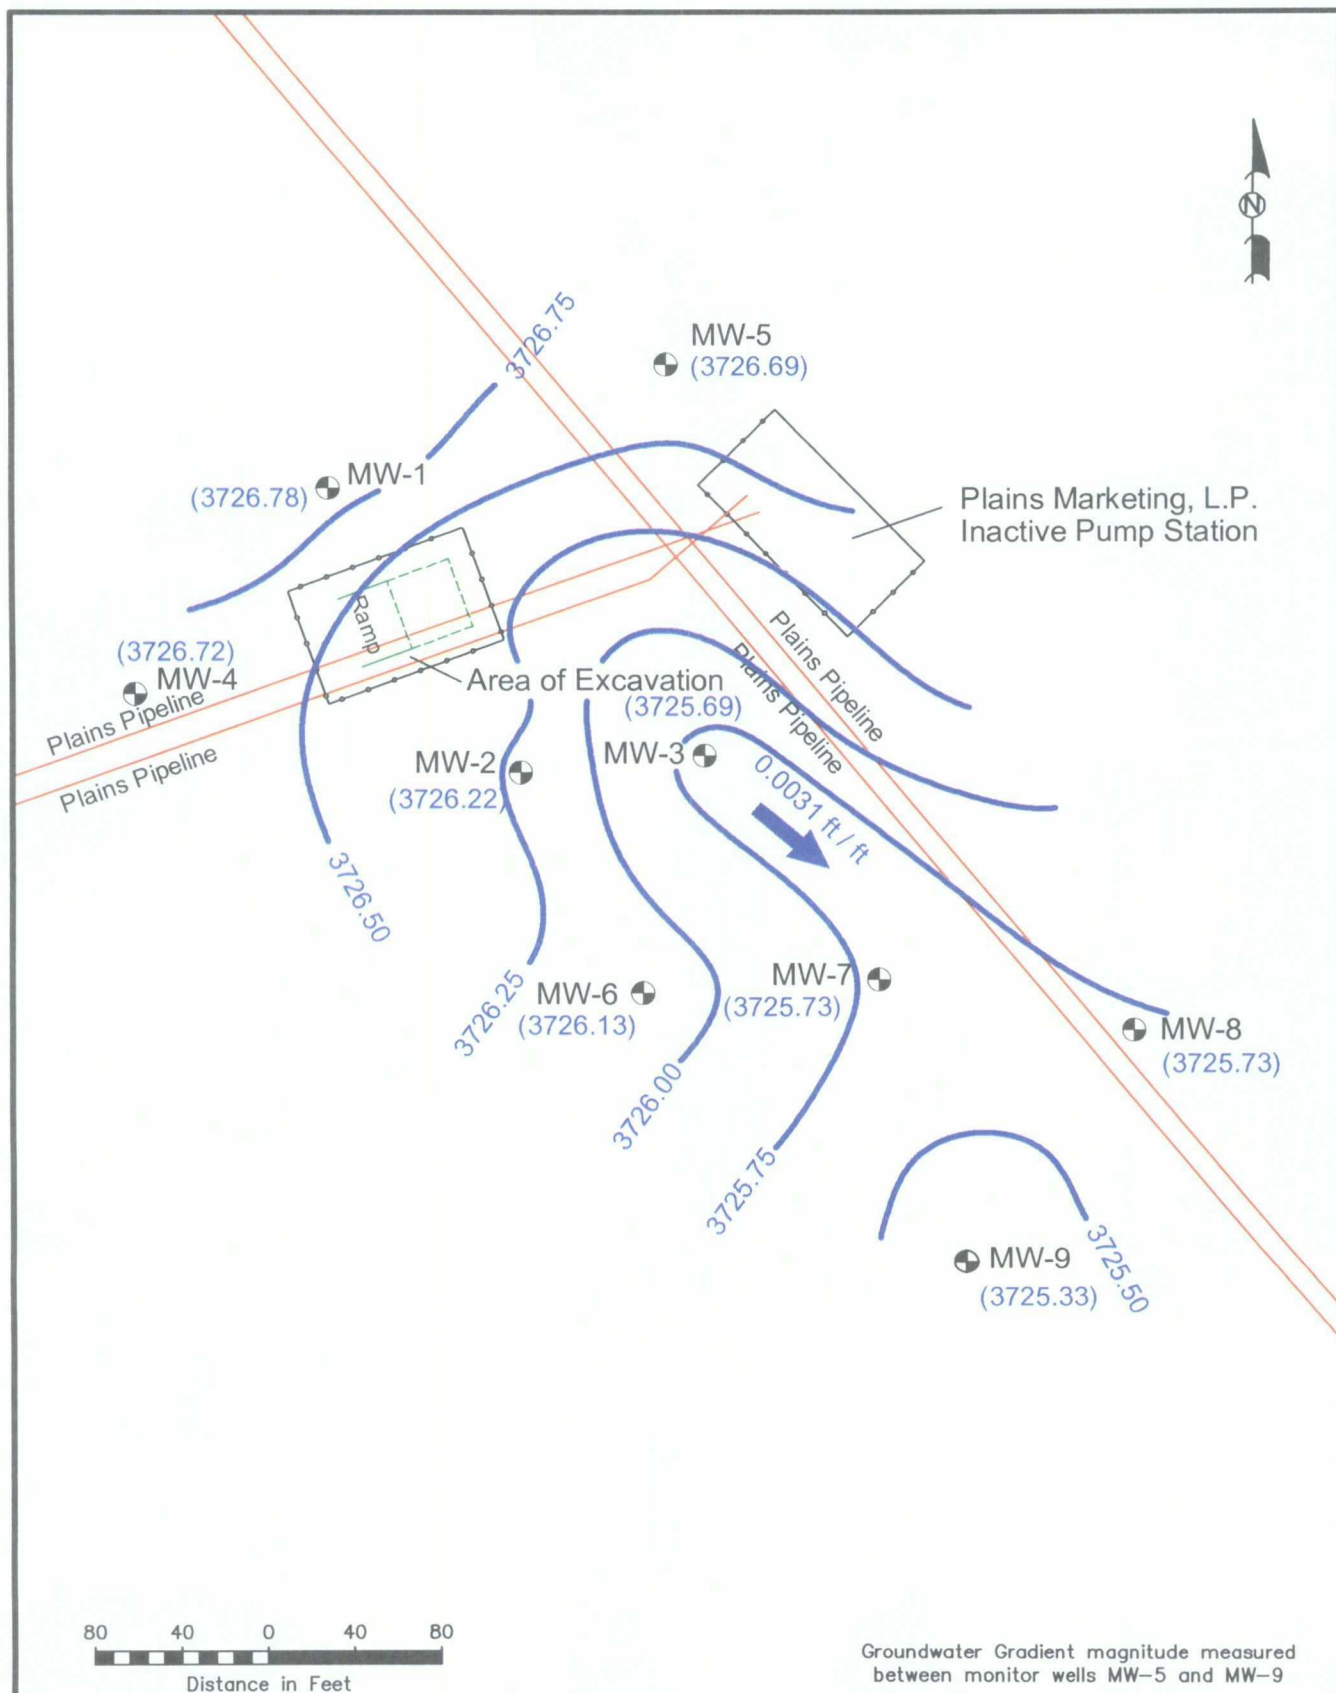 N
3726.75
MW-5
(3726.69)
MW-1
(3726.78)
Plains Marketing, L.P.
Inactive Pump Station
Ramp
(3726.72)
MW-4
Area of Excavation
Plains Pipeline
Plains Pipeline
Plains Pipeline
Plains Pipeline
(3725.69)
MW-3
MW-2
(3726.22)
0.0031 ft / ft
3726.50
3726.25
MW-6
(3726.13)
MW-7
(3725.73)
MW-8
(3725.73)
3726.00
3725.75
MW-9
(3725.33)
3725.50
80 40 0 40 80
Distance in Feet
Groundwater Gradient magnitude measured
between monitor wells MW-5 and MW-9